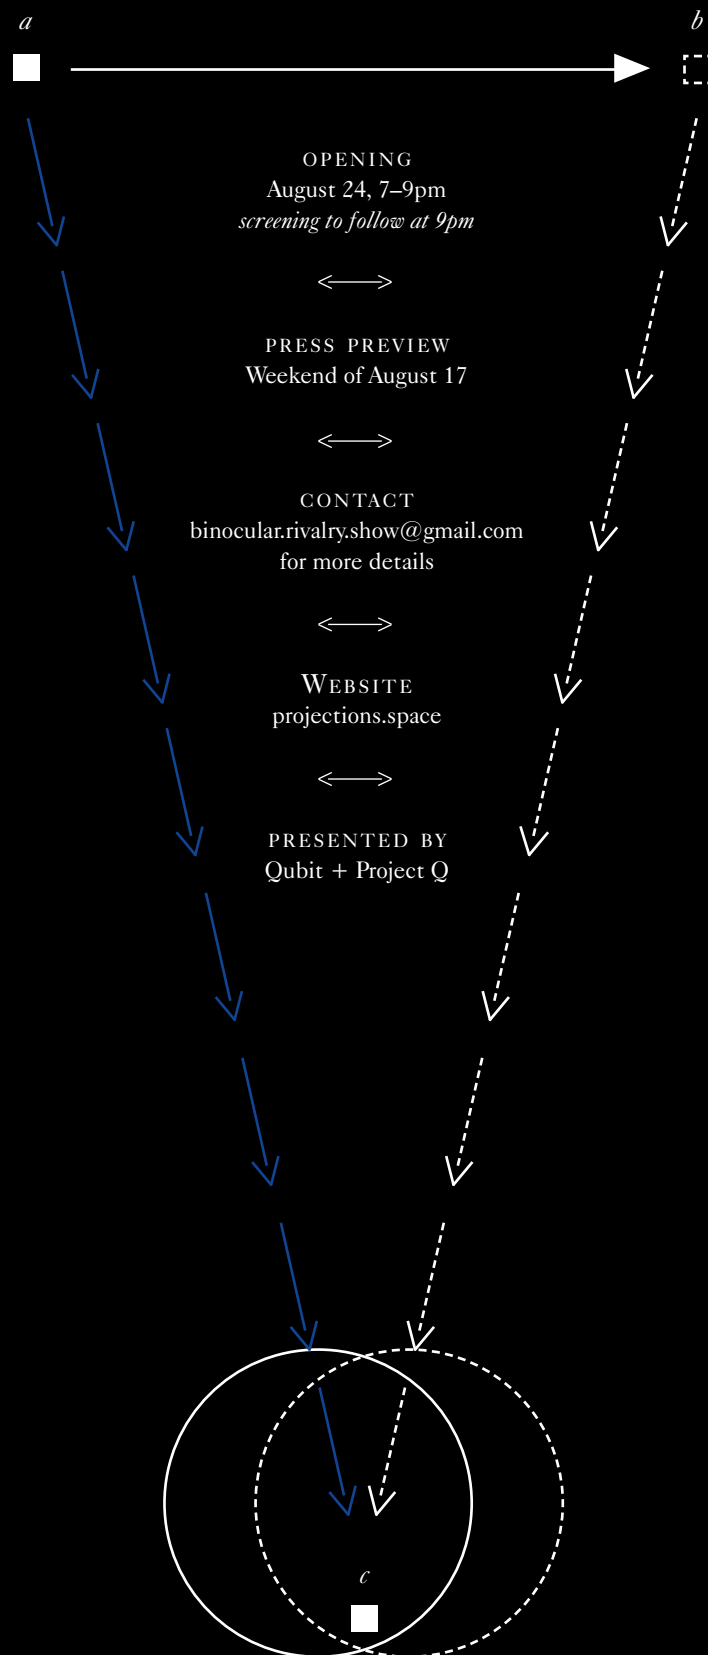 a
b
OPENING
August 24, 7–9pm
screening to follow at 9pm
PRESS PREVIEW
Weekend of August 17
CONTACT
binocular.rivalry.show@gmail.com
for more details
WEBSITE
projections.space
PRESENTED BY
Qubit + Project Q
c